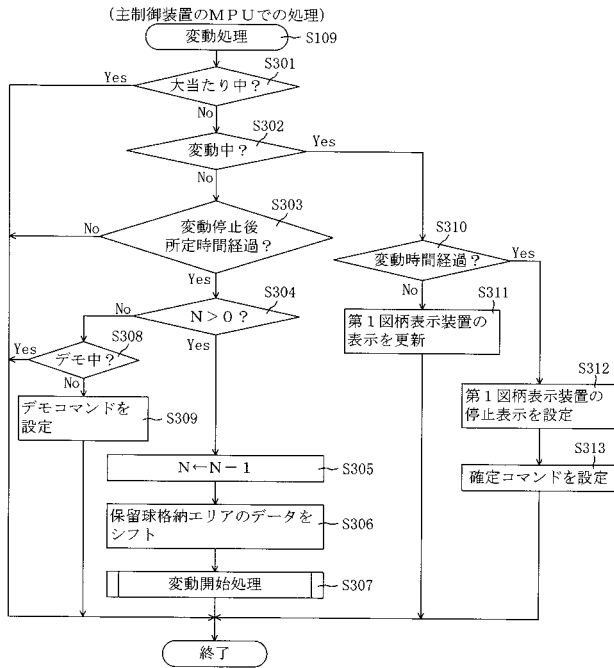 (主制御装置のMPUでの処理)
変動処理
S109
Yes
S301
大当たり中?
No
S302
変動中?
Yes
No
S303
No
変動停止後
所定時間経過?
Yes
S310
変動時間経過?
Yes
No
S304
No
N>0?
Yes
S311
第1図柄表示装置の
表示を更新
Yes
S308
デモ中?
No
S312
第1図柄表示装置の
停止表示を設定
デモコマンドを
設定
S309
S313
確定コマンドを設定
N←N-1
S305
保留球格納エリアのデータを
シフト
S306
変動開始処理
S307
終了